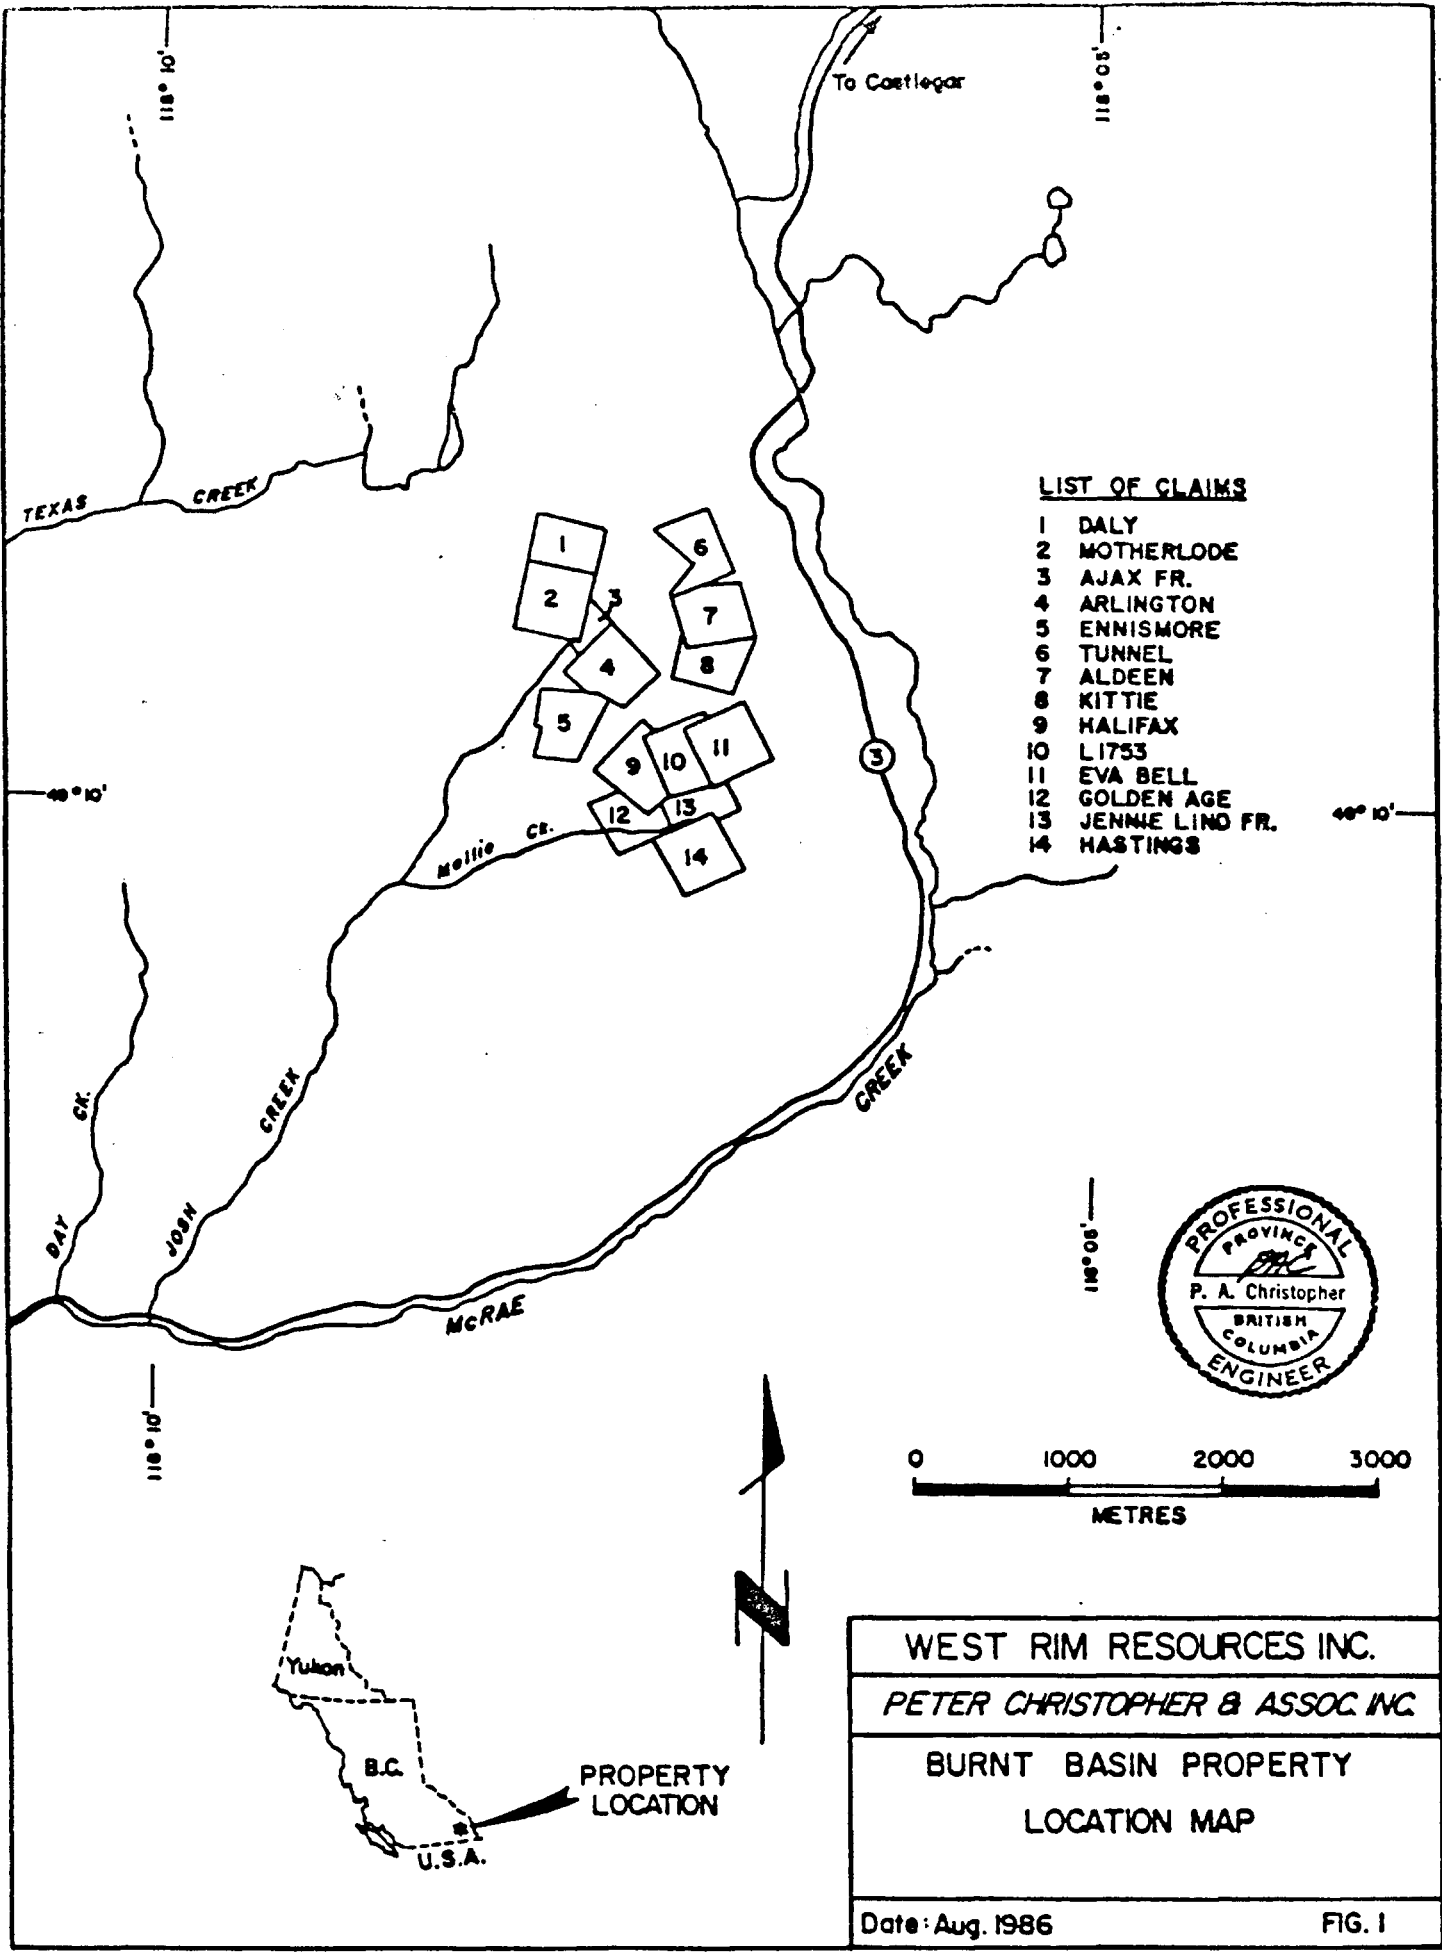 118° 10'
118° 05'
To Castlegar
TEXAS CREEK
LIST OF CLAIMS
1 DALY
2 MOTHERLODE
3 AJAX FR.
4 ARLINGTON
5 ENNISMORE
6 TUNNEL
7 ALDEEN
8 KITTIE
9 HALIFAX
10 L1753
11 EVA BELL
12 GOLDEN AGE
13 JENNIE LIND FR.
14 HASTINGS
1
2
3
4
5
6
7
8
9
10
11
12
13
14
3
49° 10'
49° 10'
Mollie CK.
DAY CK.
JOSH CREEK
McRAE CREEK
118° 05'
118° 10'
PROFESSIONAL
PROVINCE
P. A. Christopher
BRITISH
COLUMBIA
ENGINEER
0 1000 2000 3000
METRES
N
Yukon
B.C.
U.S.A.
PROPERTY
LOCATION
WEST RIM RESOURCES INC.
PETER CHRISTOPHER & ASSOC. INC.
BURNT BASIN PROPERTY
LOCATION MAP
Date: Aug. 1986 FIG. 1